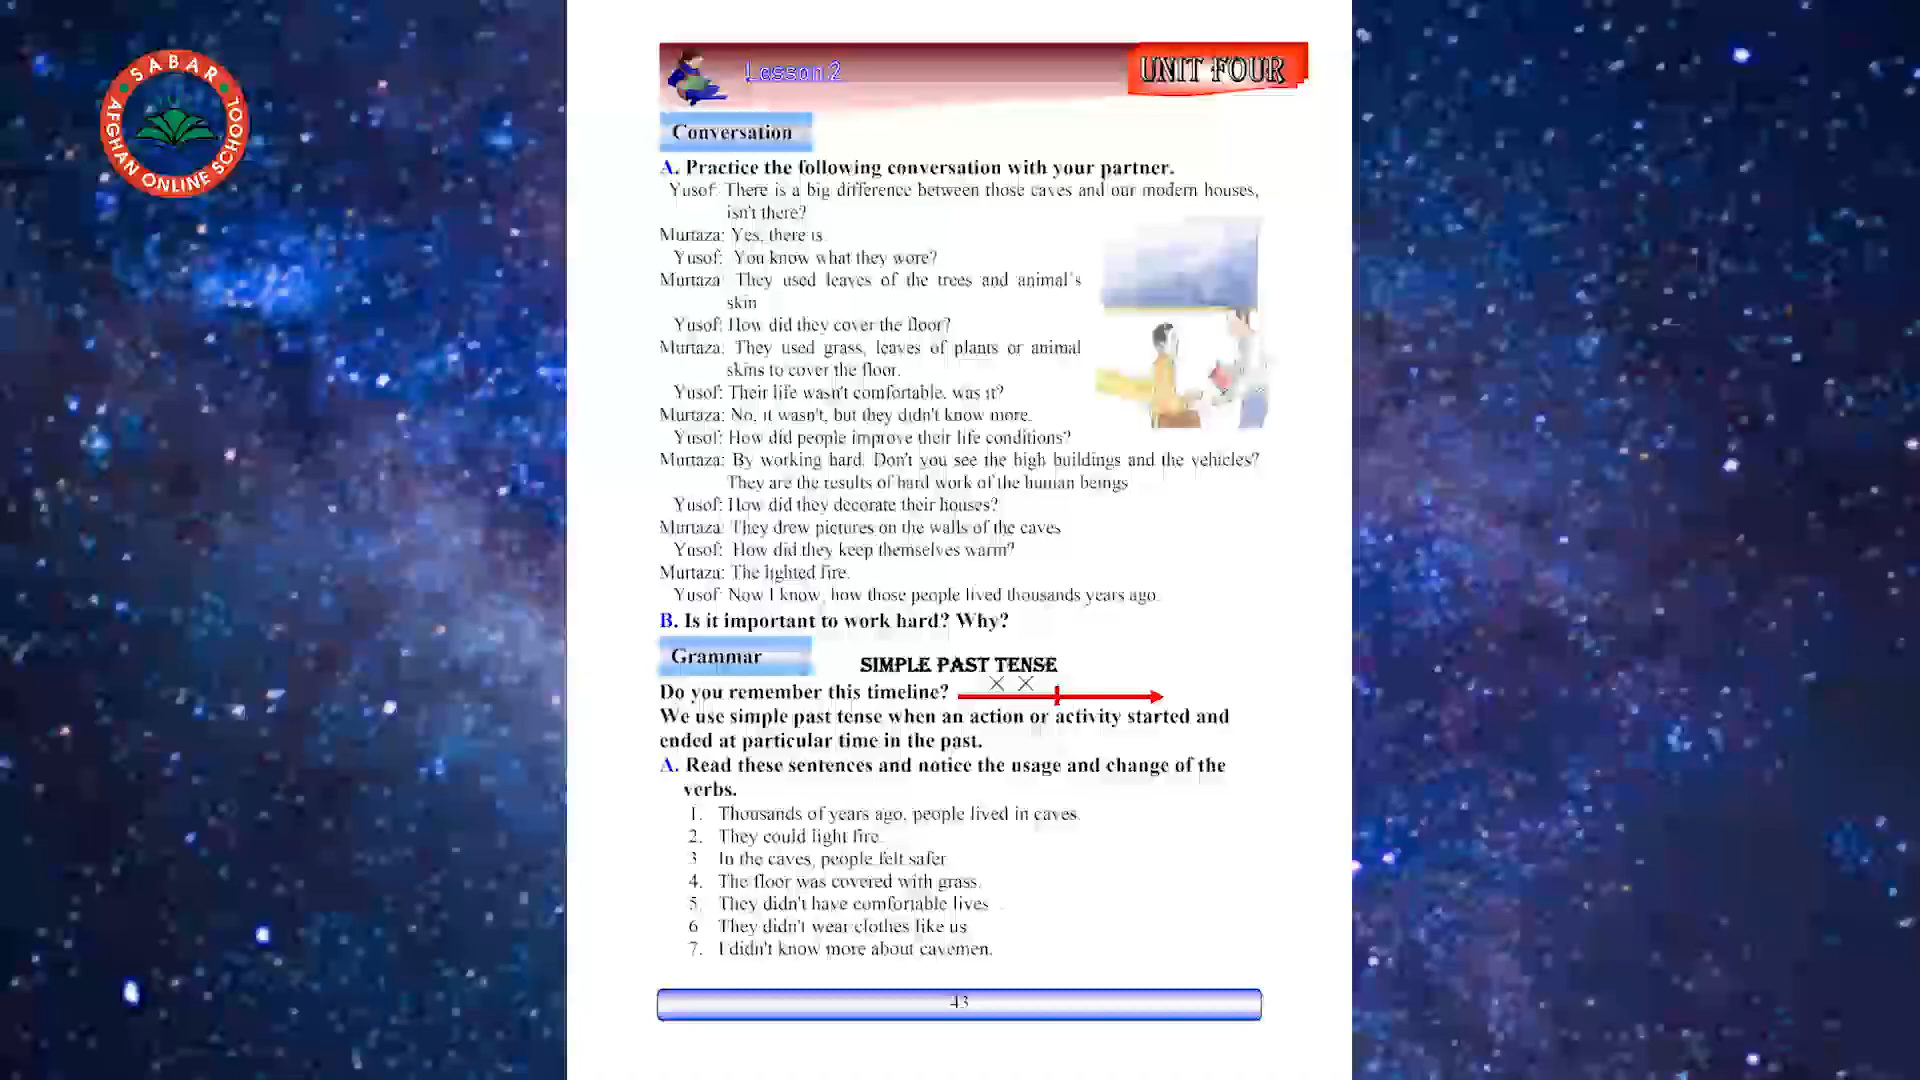 SABAR
AFGHAN ONLINE SCHOOL
Lesson 2
UNIT FOUR
Conversation
A. Practice the following conversation with your partner.
Yusof: There is a big difference between those caves and our modern houses,
isn't there?
Murtaza: Yes, there is.
Yusof: You know what they wore?
Murtaza: They used leaves of the trees and animal's
skin
Yusof: How did they cover the floor?
Murtaza: They used grass, leaves of plants or animal
skins to cover the floor.
Yusof: Their life wasn't comfortable, was it?
Murtaza: No, it wasn't, but they didn't know more.
Yusof: How did people improve their life conditions?
Murtaza: By working hard. Don't you see the high buildings and the vehicles?
They are the results of hard work of the human beings
Yusof: How did they decorate their houses?
Murtaza: They drew pictures on the walls of the caves
Yusof: How did they keep themselves warm?
Murtaza: The lighted fire.
Yusof: Now I know, how those people lived thousands years ago.
B. Is it important to work hard? Why?
Grammar
SIMPLE PAST TENSE
Do you remember this timeline?
We use simple past tense when an action or activity started and
ended at particular time in the past.
A. Read these sentences and notice the usage and change of the
verbs.
1. Thousands of years ago, people lived in caves.
2. They could light fire.
3 In the caves, people felt safer
4. The floor was covered with grass.
5. They didn't have comfortable lives
6 They didn't wear clothes like us
7. I didn't know more about cavemen.
43